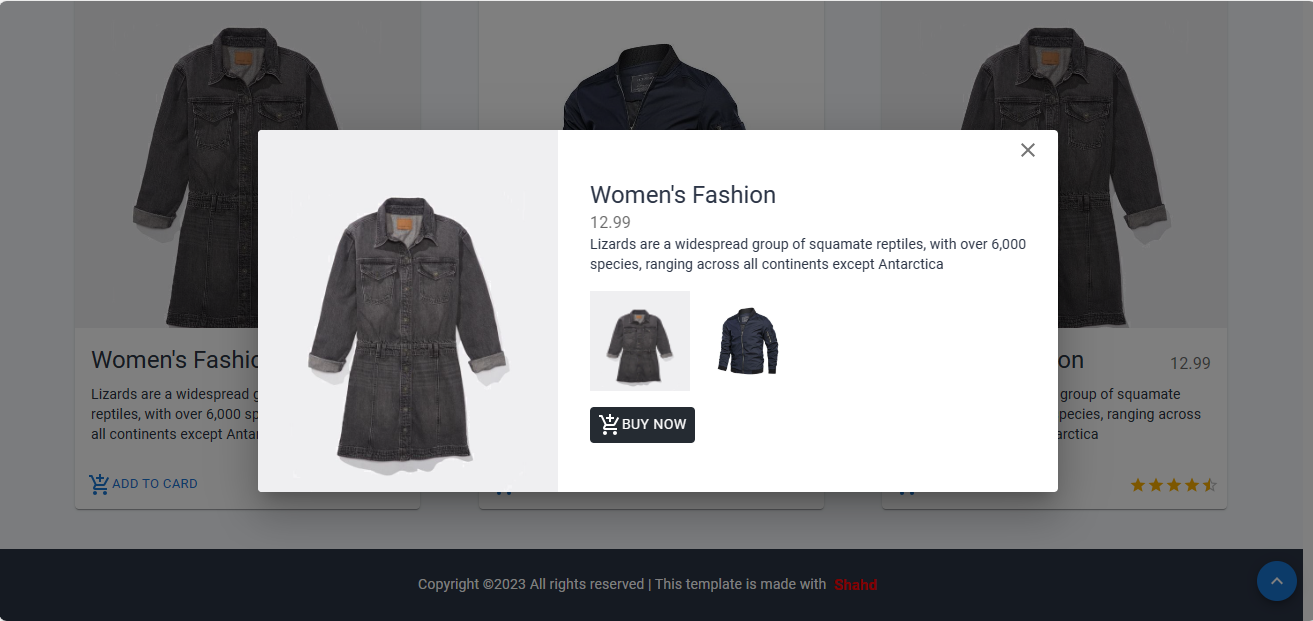 Women's Fashion
12.99
Lizards are a widespread group of squamate reptiles, with over 6,000
species, ranging across all continents except Antarctica
BUY NOW
Women's Fashio
Lizards are a widespread g
reptiles, with over 6,000 sp
all continents except Antar
ADD TO CARD
on
12.99
group of squamate
pecies, ranging across
arctica
Copyright ©2023 All rights reserved | This template is made with Shahd